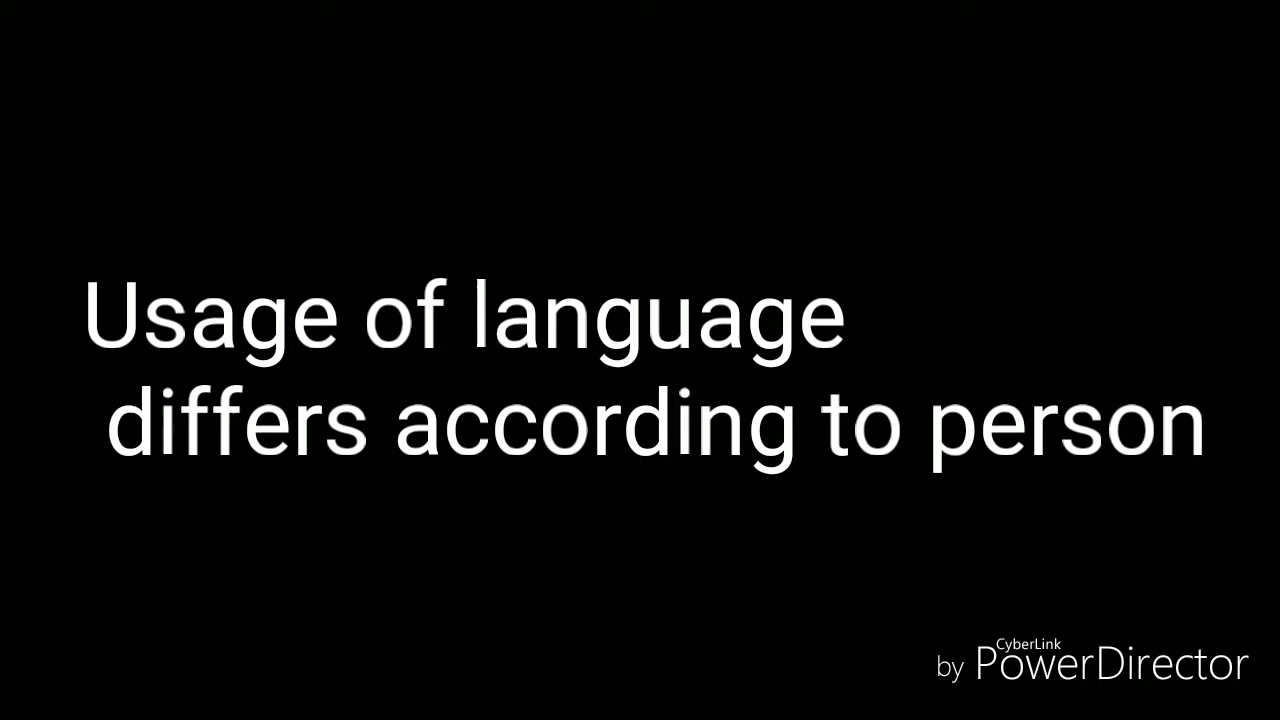 Usage of language
differs according to person
CyberLink
by PowerDirector